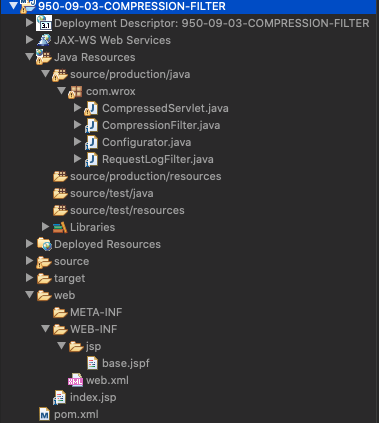 950-09-03-COMPRESSION-FILTER
3.1 Deployment Descriptor: 950-09-03-COMPRESSION-FILTER
JAX-WS Web Services
Java Resources
source/production/java
com.wrox
CompressedServlet.java
CompressionFilter.java
Configurator.java
RequestLogFilter.java
source/production/resources
source/test/java
source/test/resources
Libraries
Deployed Resources
source
target
web
META-INF
WEB-INF
jsp
base.jspf
web.xml
index.jsp
pom.xml